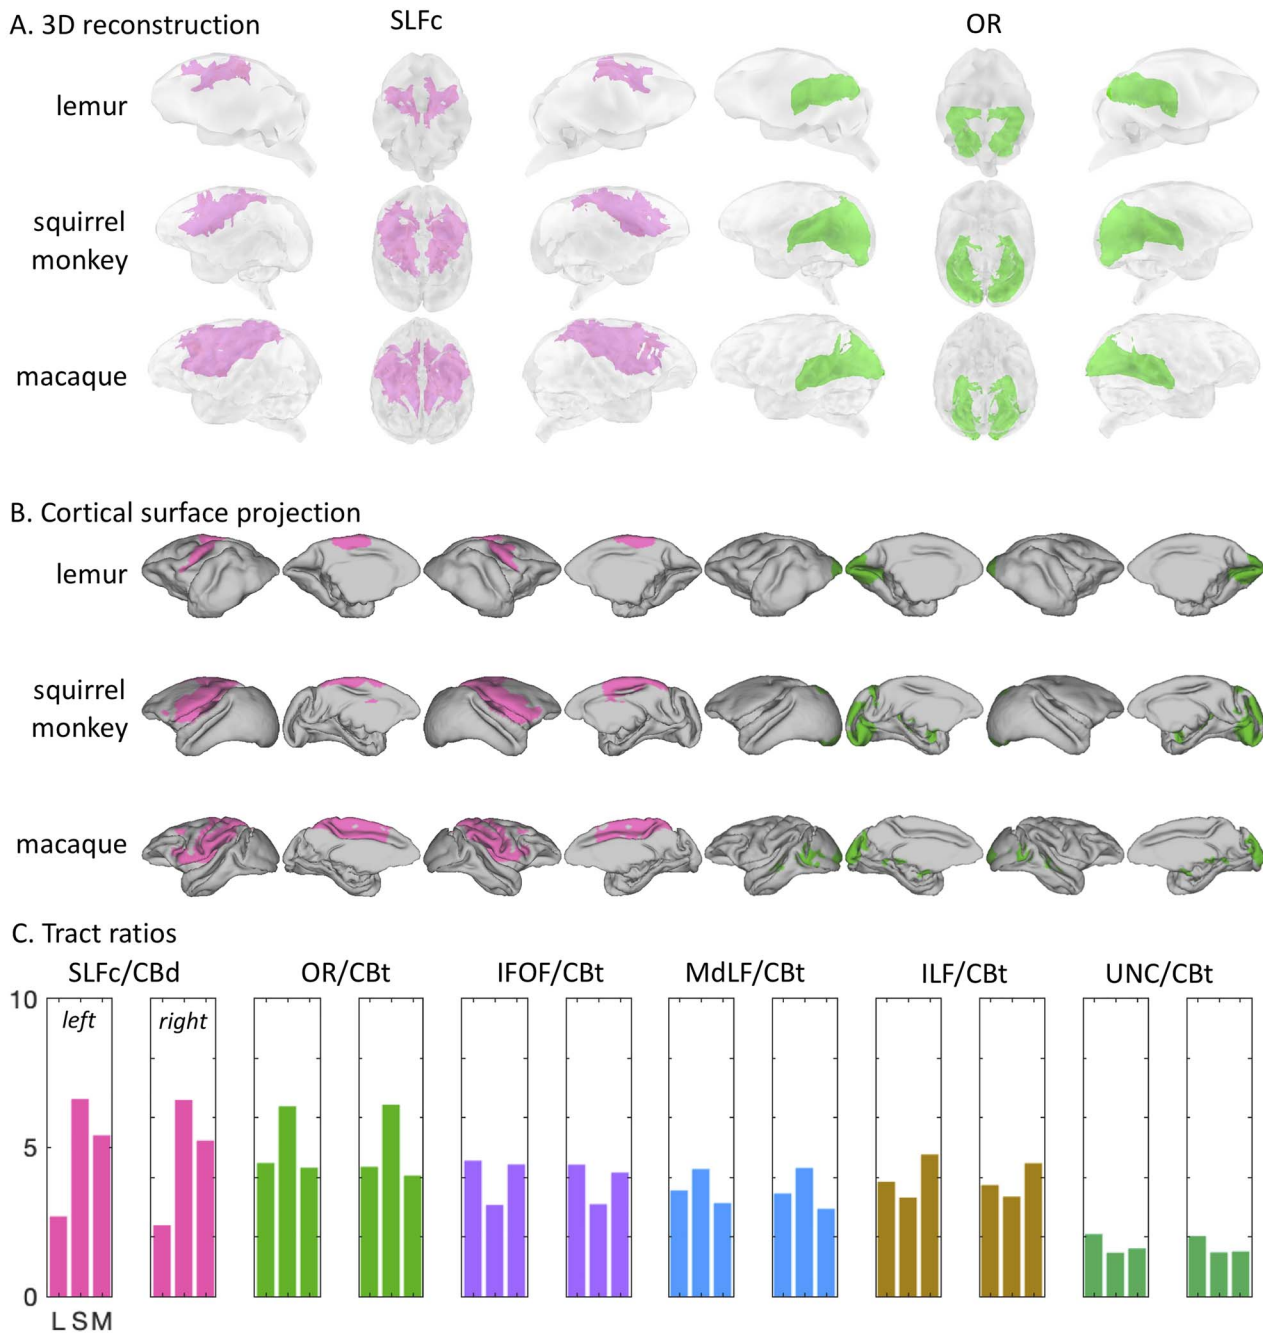 A. 3D reconstruction
SLFc
OR
lemur
squirrel
monkey
macaque
B. Cortical surface projection
lemur
squirrel
monkey
macaque
C. Tract ratios
SLFc/CBd
OR/CBt
IFOF/CBt
MdLF/CBt
ILF/CBt
UNC/CBt
10
left
right
5
0
L S M